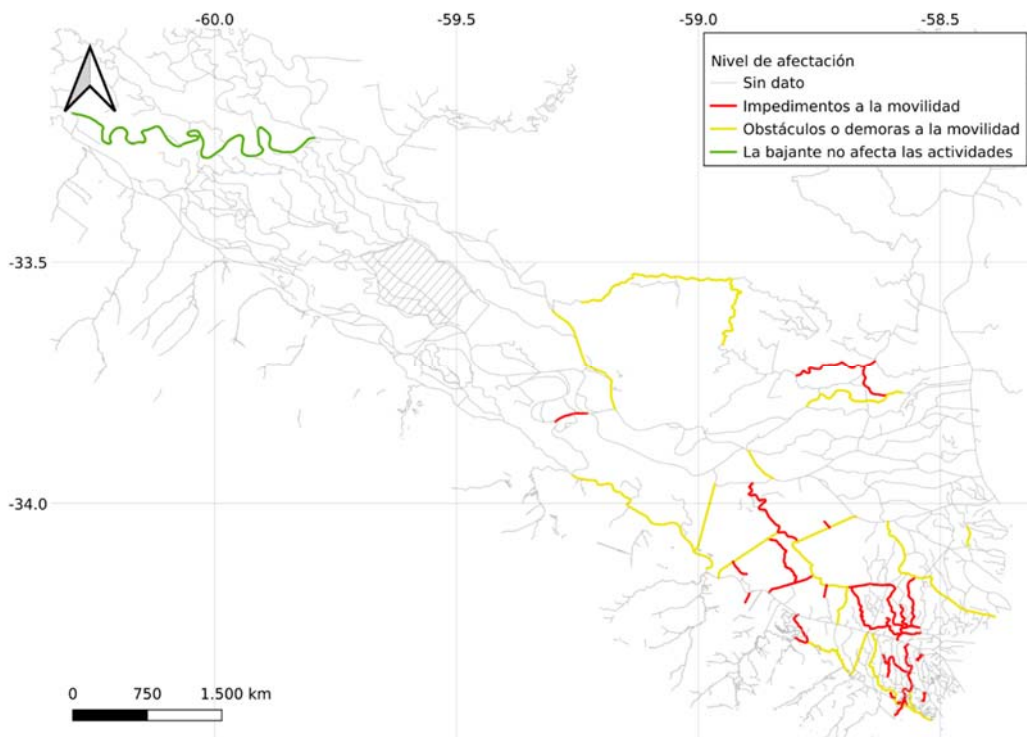 -60.0 -59.5 -59.0 -58.5
Nivel de afectación
Sin dato
Impedimentos a la movilidad
Obstáculos o demoras a la movilidad
La bajante no afecta las actividades
-33.5
-34.0
0 750 1.500 km